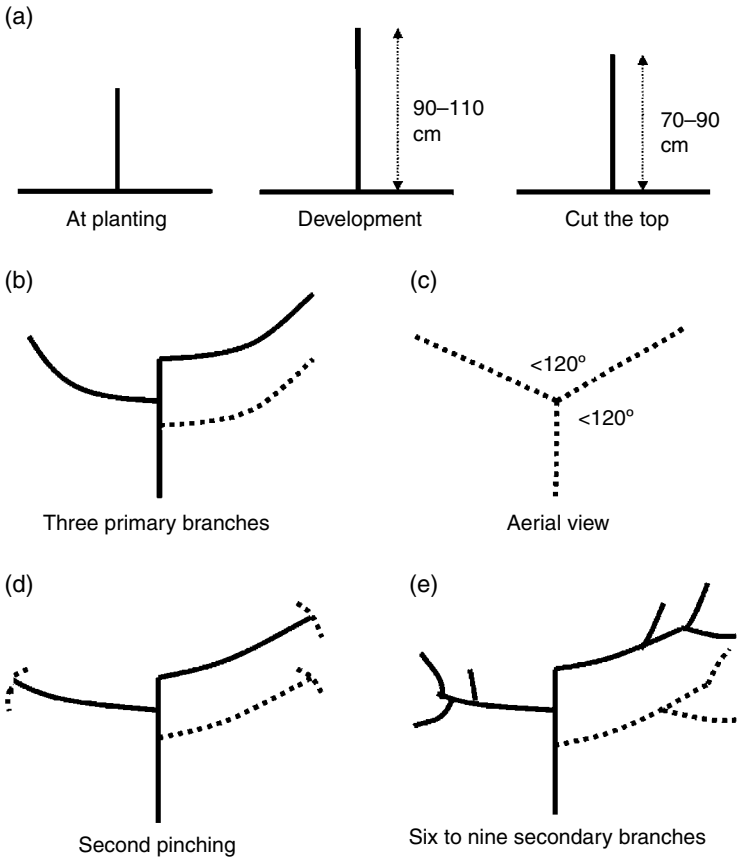 (a)
90–110
cm
70–90
cm
At planting
Development
Cut the top
(b)
(c)
<120º
<120º
Three primary branches
Aerial view
(d)
(e)
Second pinching
Six to nine secondary branches